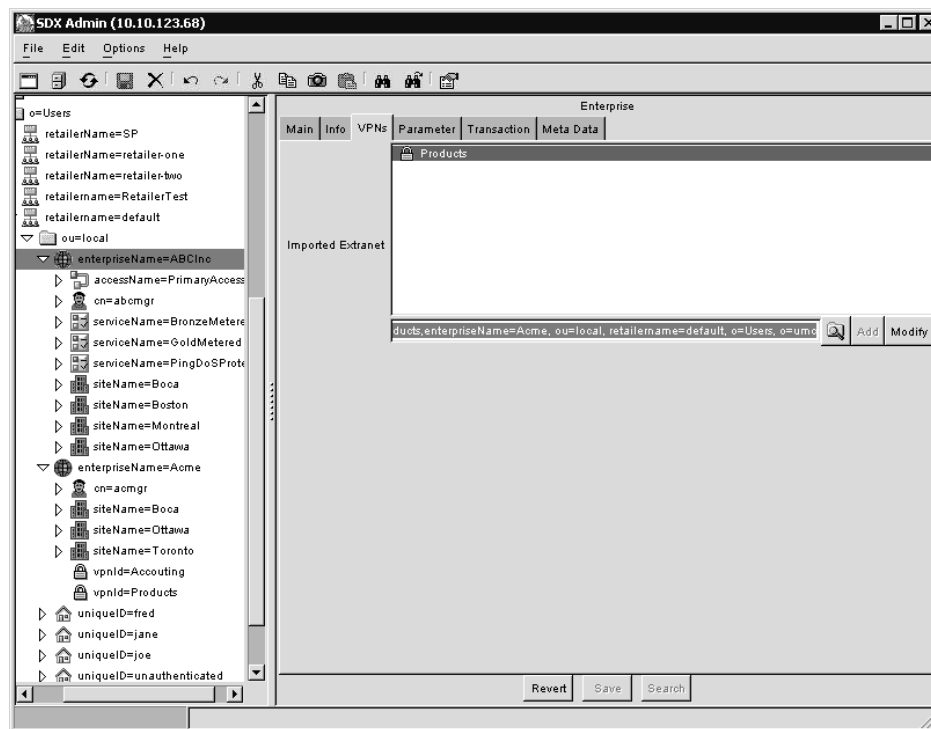 SDX Admin (10.10.123.68)
File Edit Options Help
Enterprise
Main Info VPNs Parameter Transaction Meta Data
Products
Imported Extranet
ducts,enterpriseName=Acme, ou=local, retailername=default, o=Users, o=umc
Add Modify
o=Users
retailerName=SP
retailerName=retailer-one
retailerName=retailer-two
retailername=RetailerTest
retailername=default
ou=local
enterpriseName=ABCInc
accessName=PrimaryAccess
cn=abcmgr
serviceName=BronzeMetere
serviceName=GoldMetered
serviceName=PingDoSProte
siteName=Boca
siteName=Boston
siteName=Montreal
siteName=Ottawa
enterpriseName=Acme
cn=acmgr
siteName=Boca
siteName=Ottawa
siteName=Toronto
vpnId=Accouting
vpnId=Products
uniqueID=fred
uniqueID=jane
uniqueID=joe
uniqueID=unauthenticated
Revert Save Search